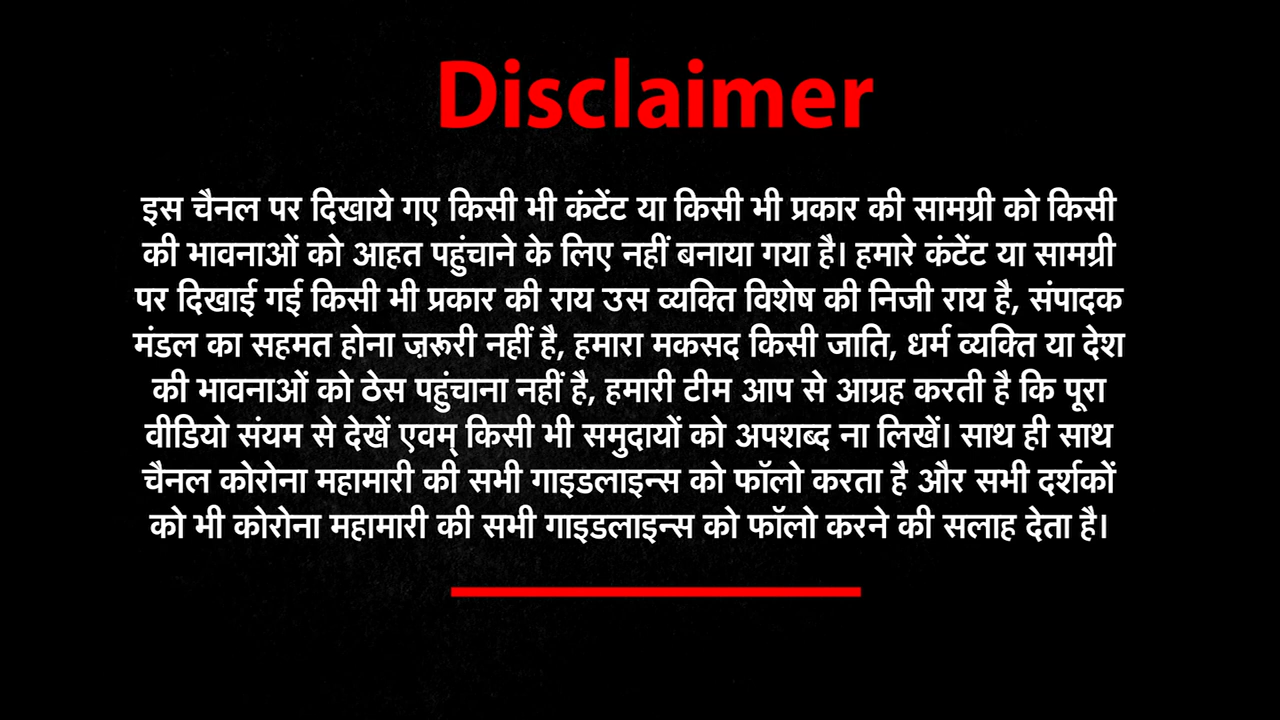 Disclaimer
इस चैनल पर दिखाये गए किसी भी कंटेंट या किसी भी प्रकार की सामग्री को किसी
की भावनाओं को आहत पहुंचाने के लिए नहीं बनाया गया है। हमारे कंटेंट या सामग्री
पर दिखाई गई किसी भी प्रकार की राय उस व्यक्ति विशेष की निजी राय है, संपादक
मंडल का सहमत होना ज़रूरी नहीं है, हमारा मकसद किसी जाति, धर्म व्यक्ति या देश
की भावनाओं को ठेस पहुंचाना नहीं है, हमारी टीम आप से आग्रह करती है कि पूरा
वीडियो संयम से देखें एवम् किसी भी समुदायों को अपशब्द ना लिखें। साथ ही साथ
चैनल कोरोना महामारी की सभी गाइडलाइन्स को फॉलो करता है और सभी दर्शकों
को भी कोरोना महामारी की सभी गाइडलाइन्स को फॉलो करने की सलाह देता है।